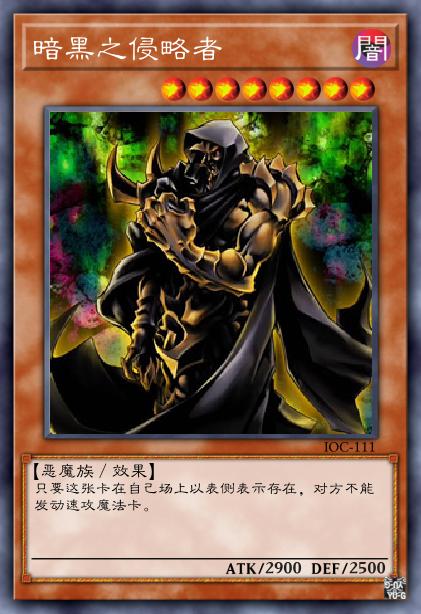 暗黑之侵略者
闇
IOC-111
【恶魔族／效果】
只要这张卡在自己场上以表侧表示存在，对方不能
发动速攻魔法卡。
ATK/2900 DEF/2500